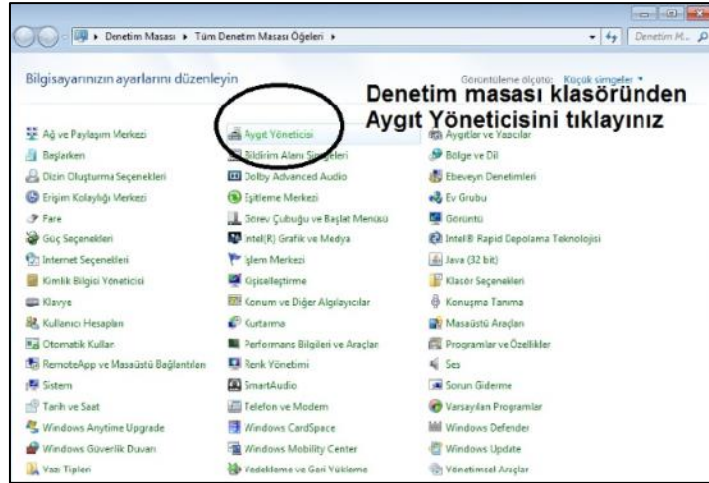 Denetim Masası ▸ Tüm Denetim Masası Öğeleri ▸
Denetim M...
Bilgisayarınızın ayarlarını düzenleyin
Görüntüleme ölçütü: Küçük simgeler
Denetim masası klasöründen
Aygıt Yöneticisini tıklayınız
Ağ ve Paylaşım Merkezi
Aygıt Yöneticisi
Aygıtlar ve Yazıcılar
Başlarken
Bildirim Alanı Simgeleri
Bölge ve Dil
Dizin Oluşturma Seçenekleri
Dolby Advanced Audio
Ebeveyn Denetimleri
Erişim Kolaylığı Merkezi
Eşitleme Merkezi
Ev Grubu
Fare
Görev Çubuğu ve Başlat Menüsü
Görüntü
Güç Seçenekleri
Intel(R) Grafik ve Medya
Intel® Rapid Depolama Teknolojisi
İnternet Seçenekleri
İşlem Merkezi
Java (32 bit)
Kimlik Bilgisi Yöneticisi
Kişiselleştirme
Klasör Seçenekleri
Klavye
Konum ve Diğer Algılayıcılar
Konuşma Tanıma
Kullanıcı Hesapları
Kurtarma
Masaüstü Araçları
Otomatik Kullan
Performans Bilgileri ve Araçları
Programlar ve Özellikler
RemoteApp ve Masaüstü Bağlantıları
Renk Yönetimi
Ses
Sistem
SmartAudio
Sorun Giderme
Tarih ve Saat
Telefon ve Modem
Varsayılan Programlar
Windows Anytime Upgrade
Windows CardSpace
Windows Defender
Windows Güvenlik Duvarı
Windows Mobility Center
Windows Update
Yazı Tipleri
Yedekleme ve Geri Yükleme
Yönetimsel Araçlar